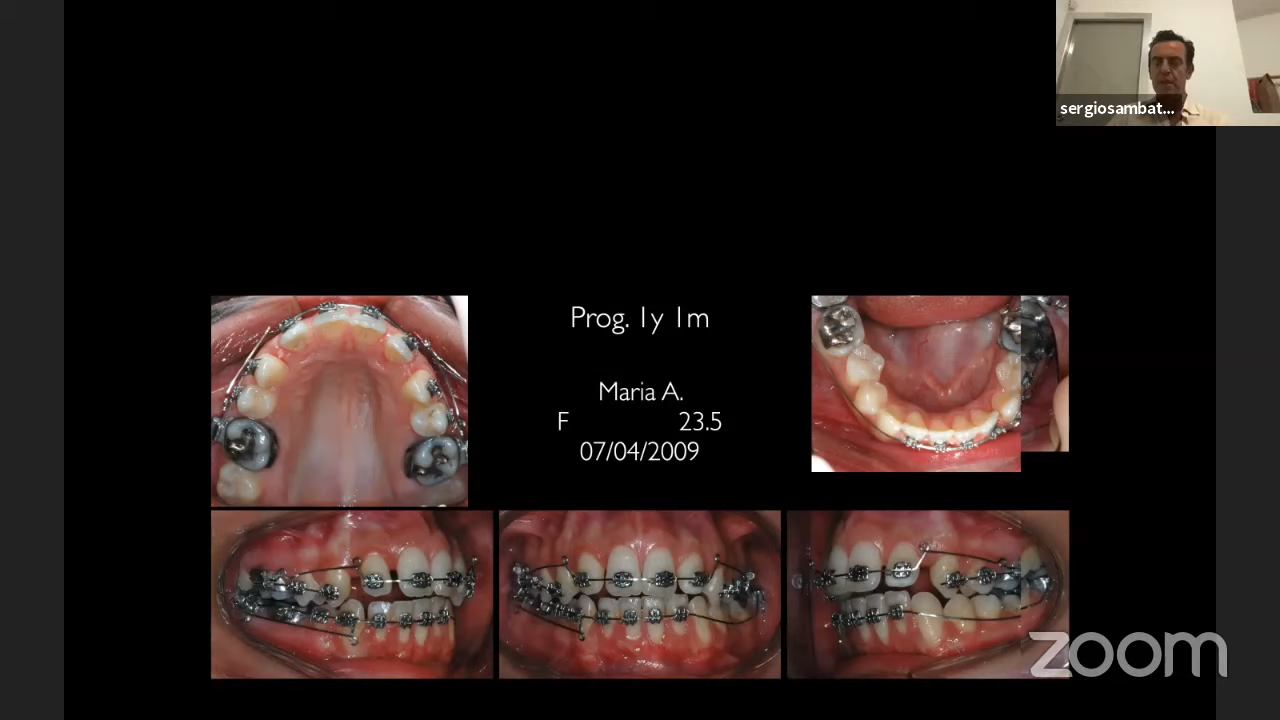 sergiosambat...
Prog. 1y 1m
Maria A.
F 23.5
07/04/2009
zoom